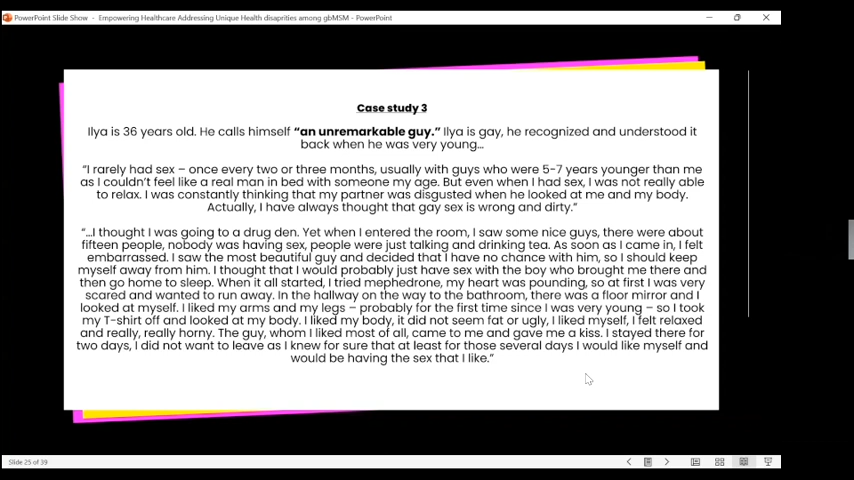 PowerPoint Slide Show - Empowering Healthcare Addressing Unique Health disaprities among gbMSM - PowerPoint
Case study 3
Ilya is 36 years old. He calls himself “an unremarkable guy.” Ilya is gay, he recognized and understood it
back when he was very young…
“I rarely had sex – once every two or three months, usually with guys who were 5-7 years younger than me
as I couldn’t feel like a real man in bed with someone my age. But even when I had sex, I was not really able
to relax. I was constantly thinking that my partner was disgusted when he looked at me and my body.
Actually, I have always thought that gay sex is wrong and dirty.”
“…I thought I was going to a drug den. Yet when I entered the room, I saw some nice guys, there were about
fifteen people, nobody was having sex, people were just talking and drinking tea. As soon as I came in, I felt
embarrassed. I saw the most beautiful guy and decided that I have no chance with him, so I should keep
myself away from him. I thought that I would probably just have sex with the boy who brought me there and
then go home to sleep. When it all started, I tried mephedrone, my heart was pounding, so at first I was very
scared and wanted to run away. In the hallway on the way to the bathroom, there was a floor mirror and I
looked at myself. I liked my arms and my legs – probably for the first time since I was very young – so I took
my T-shirt off and looked at my body. I liked my body, it did not seem fat or ugly, I liked myself, I felt relaxed
and really, really horny. The guy, whom I liked most of all, came to me and gave me a kiss. I stayed there for
two days, I did not want to leave as I knew for sure that at least for those several days I would like myself and
would be having the sex that I like.”
Slide 25 of 39